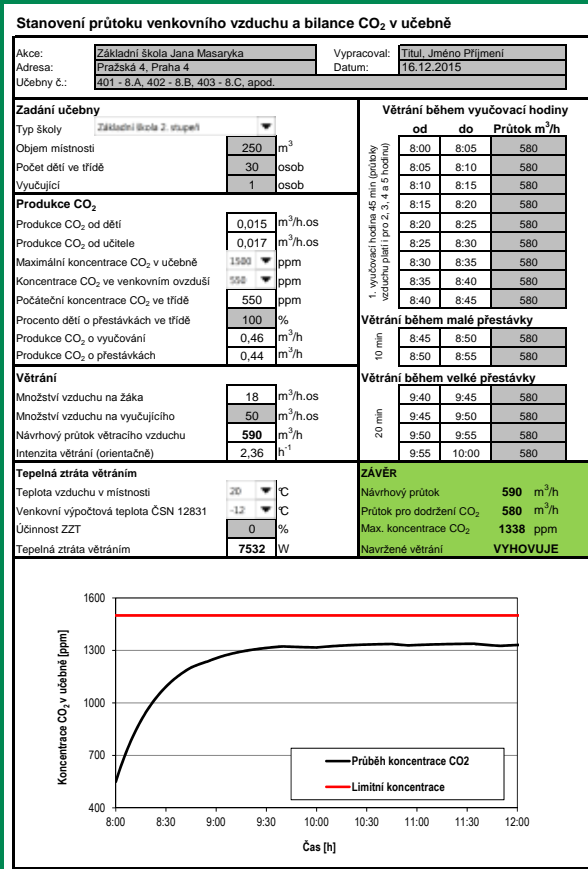 Stanovení průtoku venkovního vzduchu a bilance CO2 v učebně
Akce: Základní škola Jana Masaryka Vypracoval: Titul, Jméno Příjmení
Adresa: Pražská 4, Praha 4 Datum: 16.12.2015
Učebny č.: 401 - 8.A, 402 - 8.B, 403 - 8.C, apod.
Zadání učebny
Typ školy Základní škola 2. stupeň
Objem místnosti 250 m3
Počet dětí ve třídě 30 osob
Vyučující 1 osob
Produkce CO2
Produkce CO2 od dětí 0,015 m3/h.os
Produkce CO2 od učitele 0,017 m3/h.os
Maximální koncentrace CO2 v učebně 1500 ppm
Koncentrace CO2 ve venkovním ovzduší 550 ppm
Počáteční koncentrace CO2 ve třídě 550 ppm
Procento dětí o přestávkách ve třídě 100 %
Produkce CO2 o vyučování 0,46 m3/h
Produkce CO2 o přestávkách 0,44 m3/h
Větrání
Množství vzduchu na žáka 18 m3/h.os
Množství vzduchu na vyučujícího 50 m3/h.os
Návrhový průtok větracího vzduchu 590 m3/h
Intenzita větrání (orientačně) 2,36 h-1
Tepelná ztráta větráním
Teplota vzduchu v místnosti 20 °C
Venkovní výpočtová teplota ČSN 12831 -12 °C
Účinnost ZZT 0 %
Tepelná ztráta větráním 7532 W
Větrání během vyučovací hodiny
od do Průtok m3/h
1. vyučovací hodina 45 min (průtoky
vzduchu platí i pro 2, 3, 4 a 5 hodinu)
8:00 8:05 580
8:05 8:10 580
8:10 8:15 580
8:15 8:20 580
8:20 8:25 580
8:25 8:30 580
8:30 8:35 580
8:35 8:40 580
8:40 8:45 580
Větrání během malé přestávky
10 min
8:45 8:50 580
8:50 8:55 580
Větrání během velké přestávky
20 min
9:40 9:45 580
9:45 9:50 580
9:50 9:55 580
9:55 10:00 580
ZÁVĚR
Návrhový průtok 590 m3/h
Průtok pro dodržení CO2 580 m3/h
Max. koncentrace CO2 1338 ppm
Navržené větrání VYHOVUJE
Koncentrace CO2 v učebně [ppm]
1600
1300
1000
700
400
Průběh koncentrace CO2
Limitní koncentrace
8:00 8:30 9:00 9:30 10:00 10:30 11:00 11:30 12:00
Čas [h]